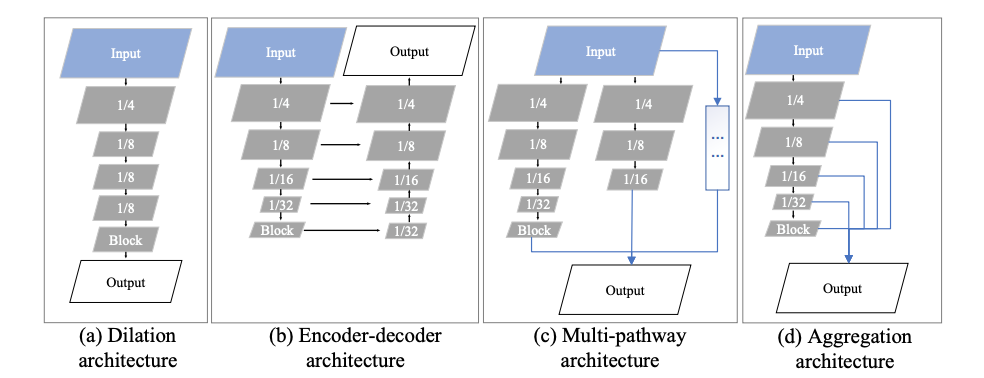 Input
1/4
1/8
1/8
1/8
Block
Output
(a) Dilation
architecture
Input
Output
1/4
1/4
1/8
1/8
1/16
1/16
1/32
1/32
Block
1/32
(b) Encoder-decoder
architecture
Input
1/4
1/4
1/8
1/8
1/16
1/16
1/32
Block
...
...
Output
(c) Multi-pathway
architecture
Input
1/4
1/8
1/16
1/32
Block
Output
(d) Aggregation
architecture